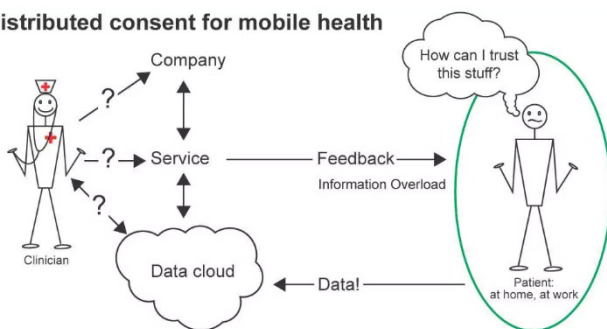 istributed consent for mobile health
Company
How can I trust
this stuff?
?
?
Service
Feedback
Information Overload
?
Clinician
Data cloud
Data!
Patient:
at home, at work